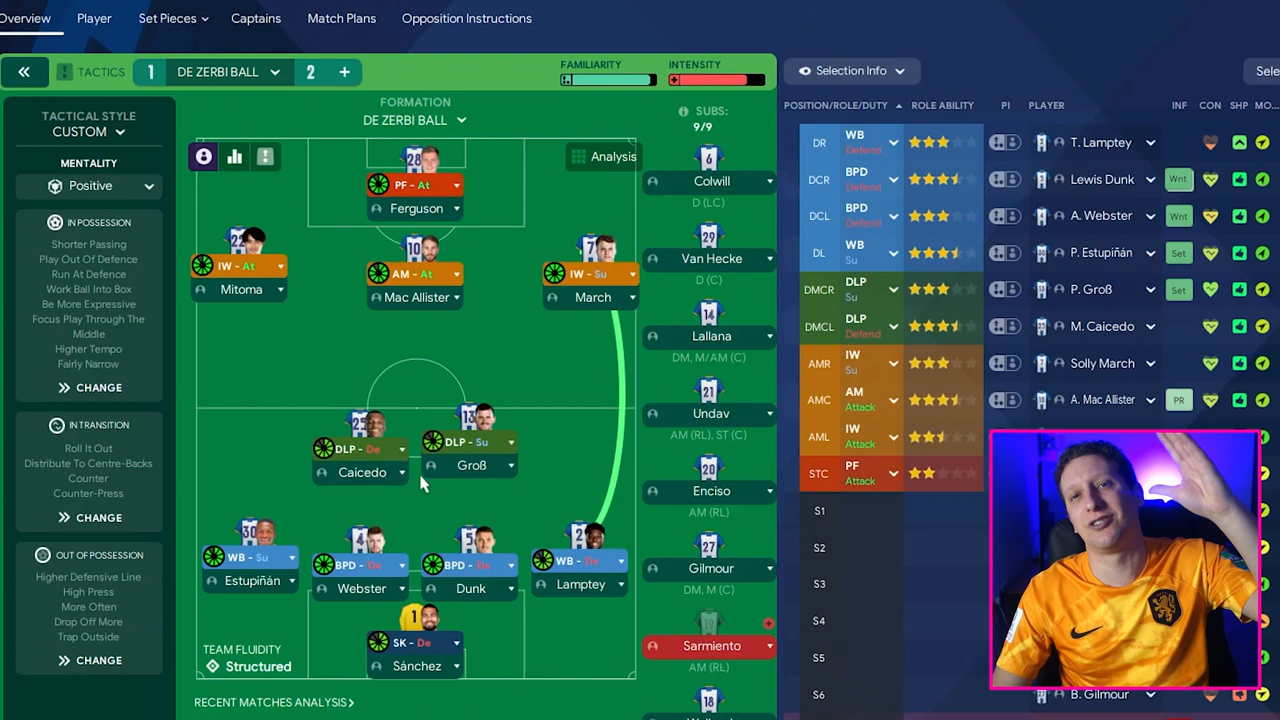 Overview
Player
Set Pieces
Captains
Match Plans
Opposition Instructions
TACTICS
1
DE ZERBI BALL
2
+
FAMILIARITY
INTENSITY
Selection Info
TACTICAL STYLE
CUSTOM
MENTALITY
Positive
IN POSSESSION
Shorter Passing
Play Out Of Defence
Run At Defence
Work Ball Into Box
Be More Expressive
Focus Play Through The
Middle
Higher Tempo
Fairly Narrow
CHANGE
IN TRANSITION
Roll It Out
Distribute To Centre-Backs
Counter
Counter-Press
CHANGE
OUT OF POSSESSION
Higher Defensive Line
High Press
More Often
Drop Off More
Trap Outside
CHANGE
FORMATION
DE ZERBI BALL
Analysis
28
PF - At
Ferguson
22
IW - At
Mitoma
10
AM - At
Mac Allister
7
IW - Su
March
25
DLP - De
Caicedo
13
DLP - Su
Groß
30
WB - Su
Estupiñán
4
BPD - De
Webster
5
BPD - De
Dunk
2
WB - De
Lamptey
1
SK - De
Sánchez
TEAM FLUIDITY
Structured
RECENT MATCHES ANALYSIS
SUBS:
9/9
6
Colwill
D (LC)
29
Van Hecke
D (C)
14
Lallana
DM, M/AM (C)
21
Undav
AM (RL), ST (C)
20
Enciso
AM (RL)
27
Gilmour
DM, M (C)
19
Sarmiento
AM (RL)
18
POSITION/ROLE/DUTY
ROLE ABILITY
PI
PLAYER
INF
CON
SHP
MO...
DR
WB
Defend
T. Lamptey
DCR
BPD
Defend
Lewis Dunk
Wnt
DCL
BPD
Defend
A. Webster
Wnt
DL
WB
Su
P. Estupiñán
Set
DMCR
DLP
Su
P. Groß
Set
DMCL
DLP
Defend
M. Caicedo
AMR
IW
Su
Solly March
AMC
AM
Attack
A. Mac Allister
PR
AML
IW
Attack
STC
PF
Attack
S1
S2
S3
S4
S5
S6
B. Gilmour